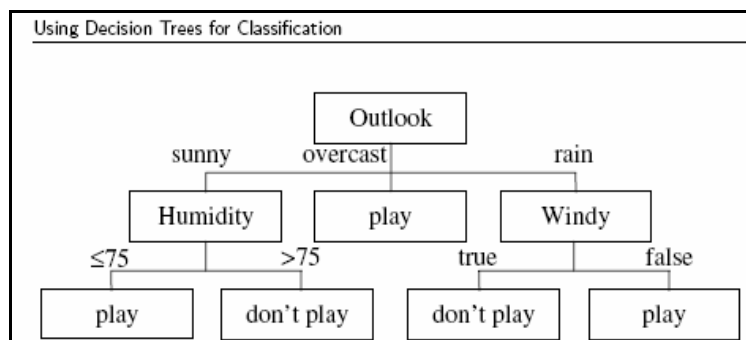 Using Decision Trees for Classification
Outlook
sunny overcast rain
Humidity play Windy
≤75 >75 true false
play don't play don't play play